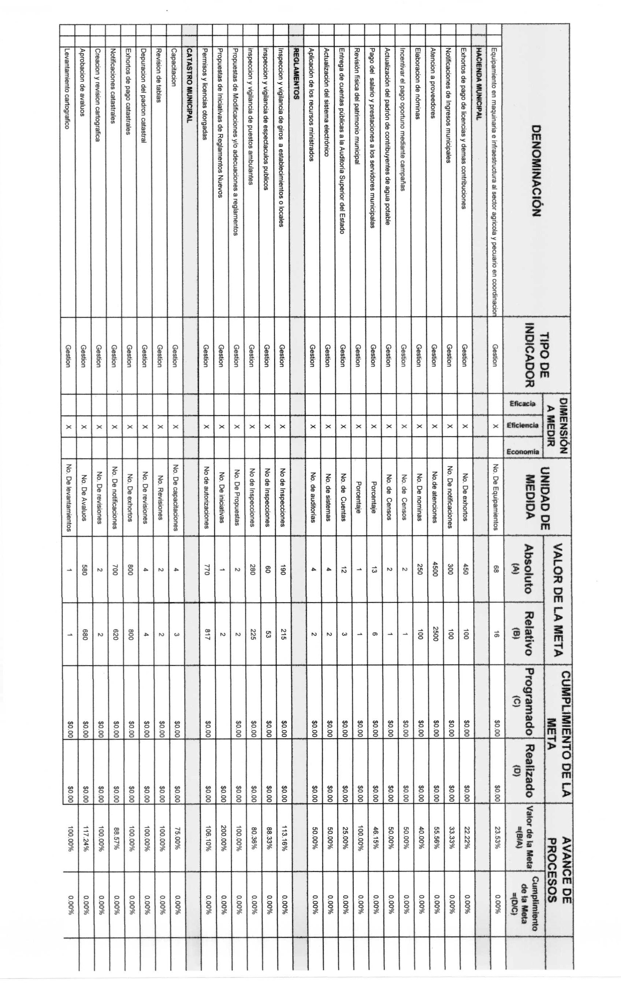 DENOMINACIÓN
TIPO DE INDICADOR
DIMENSIÓN A MEDIR
UNIDAD DE MEDIDA
VALOR DE LA META
CUMPLIMIENTO DE LA META
AVANCE DE PROCESOS
Eficacia Eficiencia Economia
Absoluto (A) Relativo (B) Programado (C) Realizado (D) Valor de la Meta =(B/A) Cumplimiento de la Meta =(D/C)
Equipamiento en maquinaria e infraestructura al sector agricola y pecuario en coordinacion Gestion X No. De Equipamientos 68 16 $0.00 $0.00 23.53% 0.00%
HACIENDA MUNICIPAL
Exhortos de pago de licencias y demas contribuciones Gestion X No. De exhortos 450 100 $0.00 $0.00 22.22% 0.00%
Notificaciones de Ingresos municipales Gestion X No. De notificaciones 300 100 $0.00 $0.00 33.33% 0.00%
Atencion a proveedores Gestion X No.de atenciones 4500 2500 $0.00 $0.00 55.56% 0.00%
Elaboracion de nóminas Gestion X No. De nominas 250 100 $0.00 $0.00 40.00% 0.00%
Incentivar el pago oportuno mediante campañas Gestion X No. de Censos 2 1 $0.00 $0.00 50.00% 0.00%
Actualización del padrón de contribuyentes de agua potable Gestion X No. de Censos 2 1 $0.00 $0.00 50.00% 0.00%
Pago del salario y prestaciones a los servidores municipalas Gestion X Porcentaje 13 6 $0.00 $0.00 46.15% 0.00%
Revisión física del patrimonio municipal Gestion X Porcentaje 1 1 $0.00 $0.00 100.00% 0.00%
Entrega de cuentas públicas a la Auditoría Superior del Estado Gestion X No. de Cuentas 12 3 $0.00 $0.00 25.00% 0.00%
Actualización del sistema electrónico Gestion X No. de sistemas 4 2 $0.00 $0.00 50.00% 0.00%
Aplicación de los recursos ministrados Gestion X No. de auditorías 4 2 $0.00 $0.00 50.00% 0.00%
REGLAMENTOS
Inspeccion y vigilancia de giros a establecimientos o locales Gestion X No de Inspecciones 190 215 $0.00 $0.00 113.16% 0.00%
inspeccion y vigilancia de espectaculos publicos Gestion X No de Inspecciones 60 53 $0.00 $0.00 88.33% 0.00%
inspeccion y vigilancia de puestos ambulantes Gestion X No de Inspecciones 280 225 $0.00 $0.00 80.36% 0.00%
Propuestas de Modificaciones y/o adecuaciones a reglamentos Gestion X No. De Propuestas 2 2 $0.00 $0.00 100.00% 0.00%
Propuestas de Iniciativas de Reglamentos Nuevos Gestion X No. De iniciativas 1 2 $0.00 200.00% 0.00%
Permisos y licencias otorgadas Gestion X No de autorizaciones 770 817 $0.00 $0.00 106.10% 0.00%
CATASTRO MUNICIPAL
Capacitacion Gestion X No. De capacitaciones 4 3 $0.00 $0.00 75.00% 0.00%
Revision de tablas Gestion X No. Revisiones 2 2 $0.00 $0.00 100.00% 0.00%
Depuracion del padron catastral Gestion X No. De revisiones 4 4 $0.00 $0.00 100.00% 0.00%
Exhortos de pago catastrales Gestion X No. De exhortos 800 800 $0.00 $0.00 100.00% 0.00%
Notificaciones catastrales Gestion X No. De notificaciones 700 620 $0.00 $0.00 88.57% 0.00%
Creacion y revision cartografica Gestion X No. De revisiones 2 2 $0.00 $0.00 100.00% 0.00%
Aprobacion de avaluos Gestion X No. De Avaluos 580 680 $0.00 $0.00 117.24% 0.00%
Levantamiento cartografico Gestion X No. De levantamientos 1 1 $0.00 $0.00 100.00% 0.00%